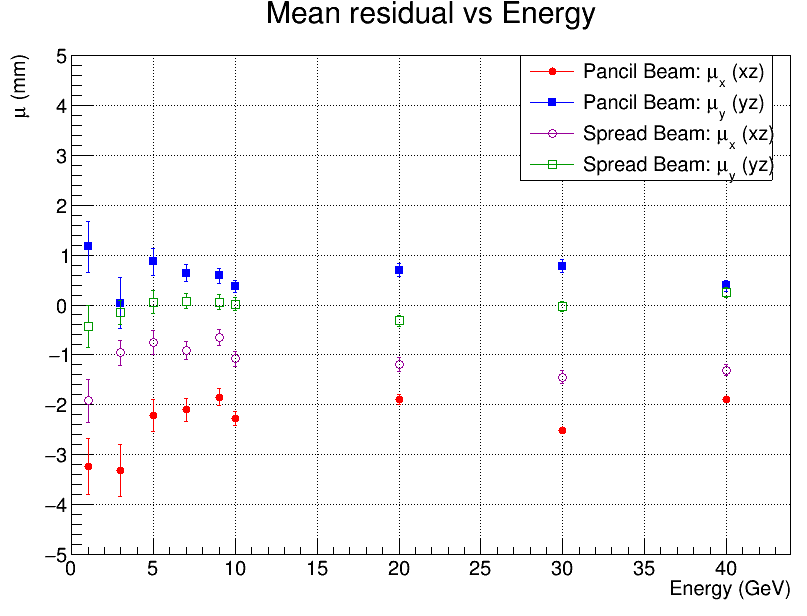 Mean residual vs Energy
μ (mm)
5
4
3
2
1
0
−1
−2
−3
−4
−5
Pancil Beam: μx (xz)
Pancil Beam: μy (yz)
Spread Beam: μx (xz)
Spread Beam: μy (yz)
0 5 10 15 20 25 30 35 40
Energy (GeV)